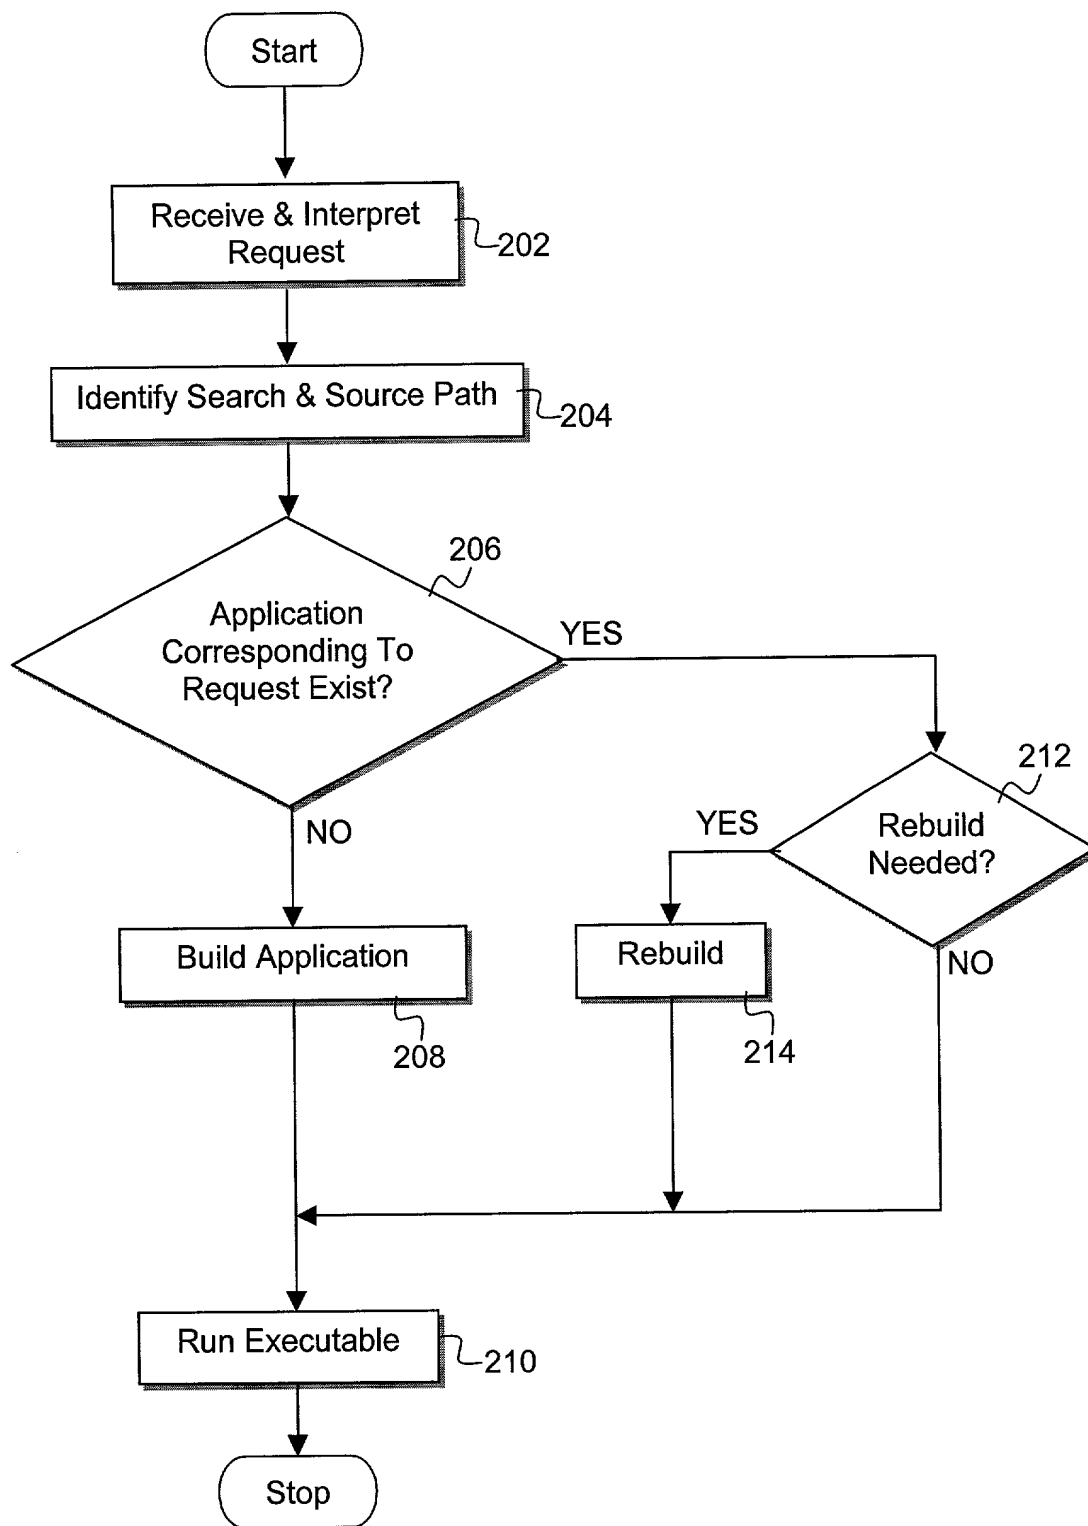 Start
Receive & Interpret
Request
202
Identify Search & Source Path
204
206
Application
Corresponding To
Request Exist?
YES
212
Rebuild
Needed?
YES
NO
Build Application
208
Rebuild
214
NO
Run Executable
210
Stop